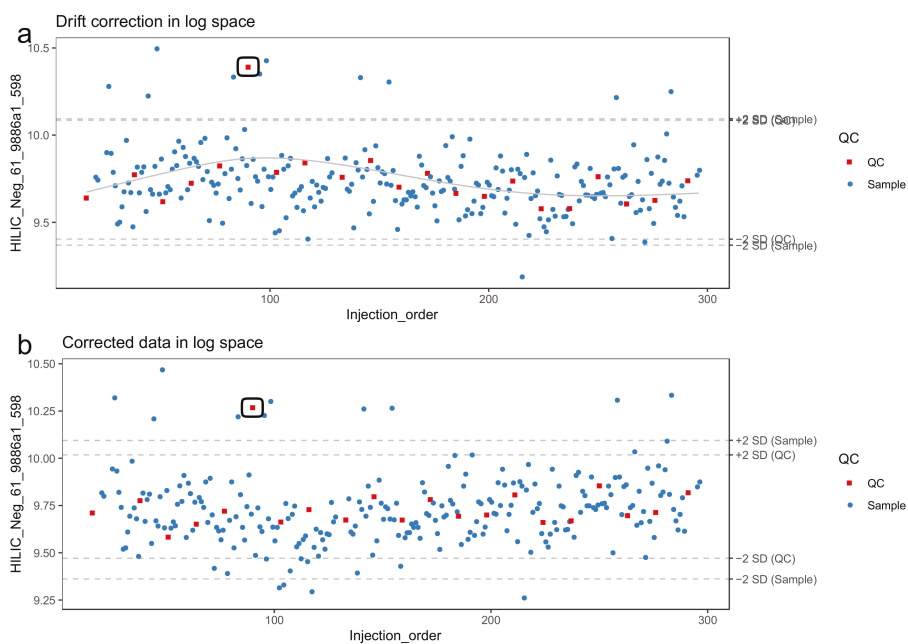 a
Drift correction in log space
HILIC_Neg_61_9886a1_598
10.5
10.0
9.5
+2 SD (Sample)
+2 SD (QC)
−2 SD (QC)
−2 SD (Sample)
100
200
300
Injection_order
QC
QC
Sample
b
Corrected data in log space
HILIC_Neg_61_9886a1_598
10.50
10.25
10.00
9.75
9.50
9.25
+2 SD (Sample)
+2 SD (QC)
−2 SD (QC)
−2 SD (Sample)
100
200
300
Injection_order
QC
QC
Sample